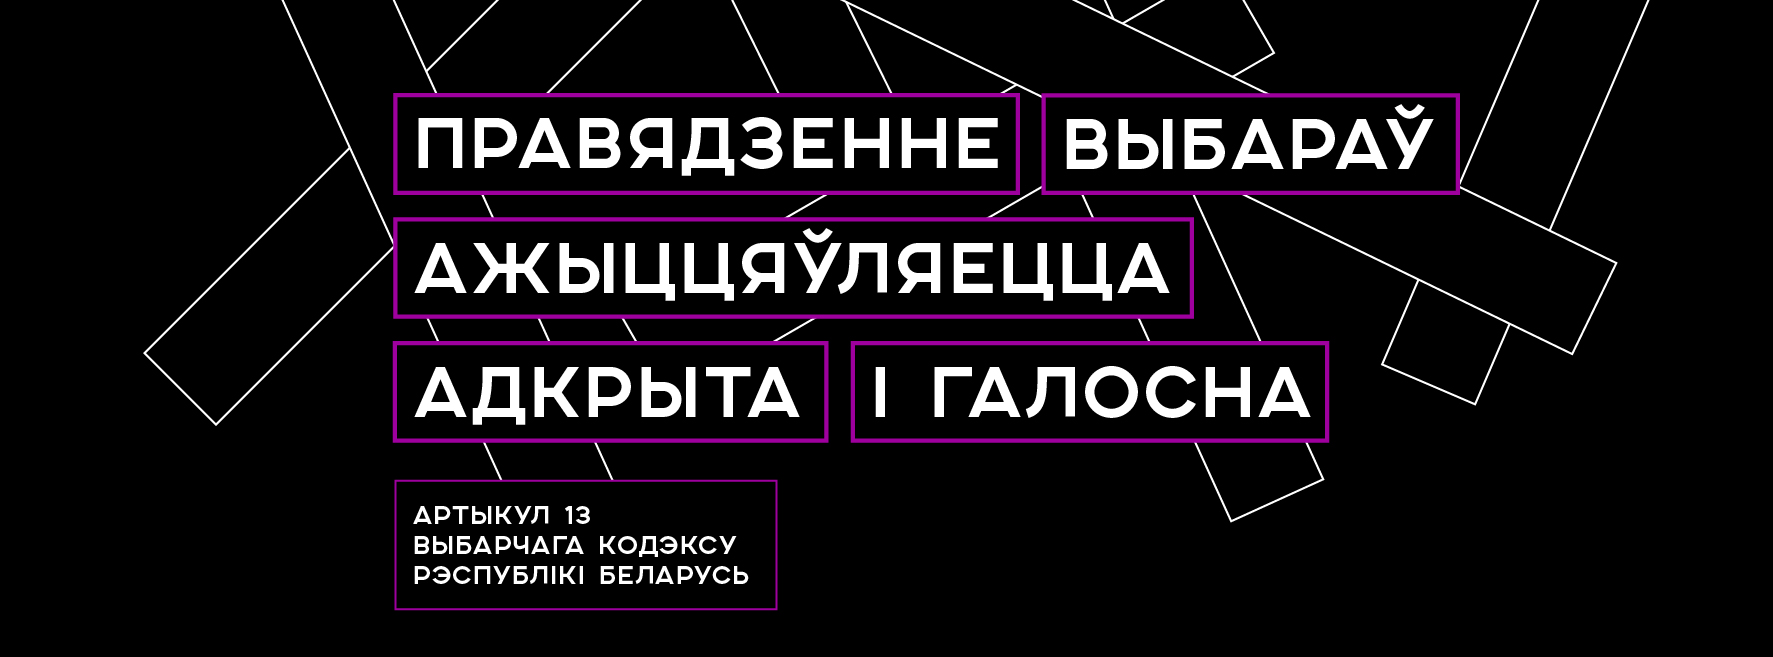 ПРАВЯДЗЕННЕ ВЫБАРАЎ
АЖЫЦЦЯЎЛЯЕЦЦА
АДКРЫТА І ГАЛОСНА
АРТЫКУЛ 13
ВЫБАРЧАГА КОДЭКСУ
РЭСПУБЛІКІ БЕЛАРУСЬ